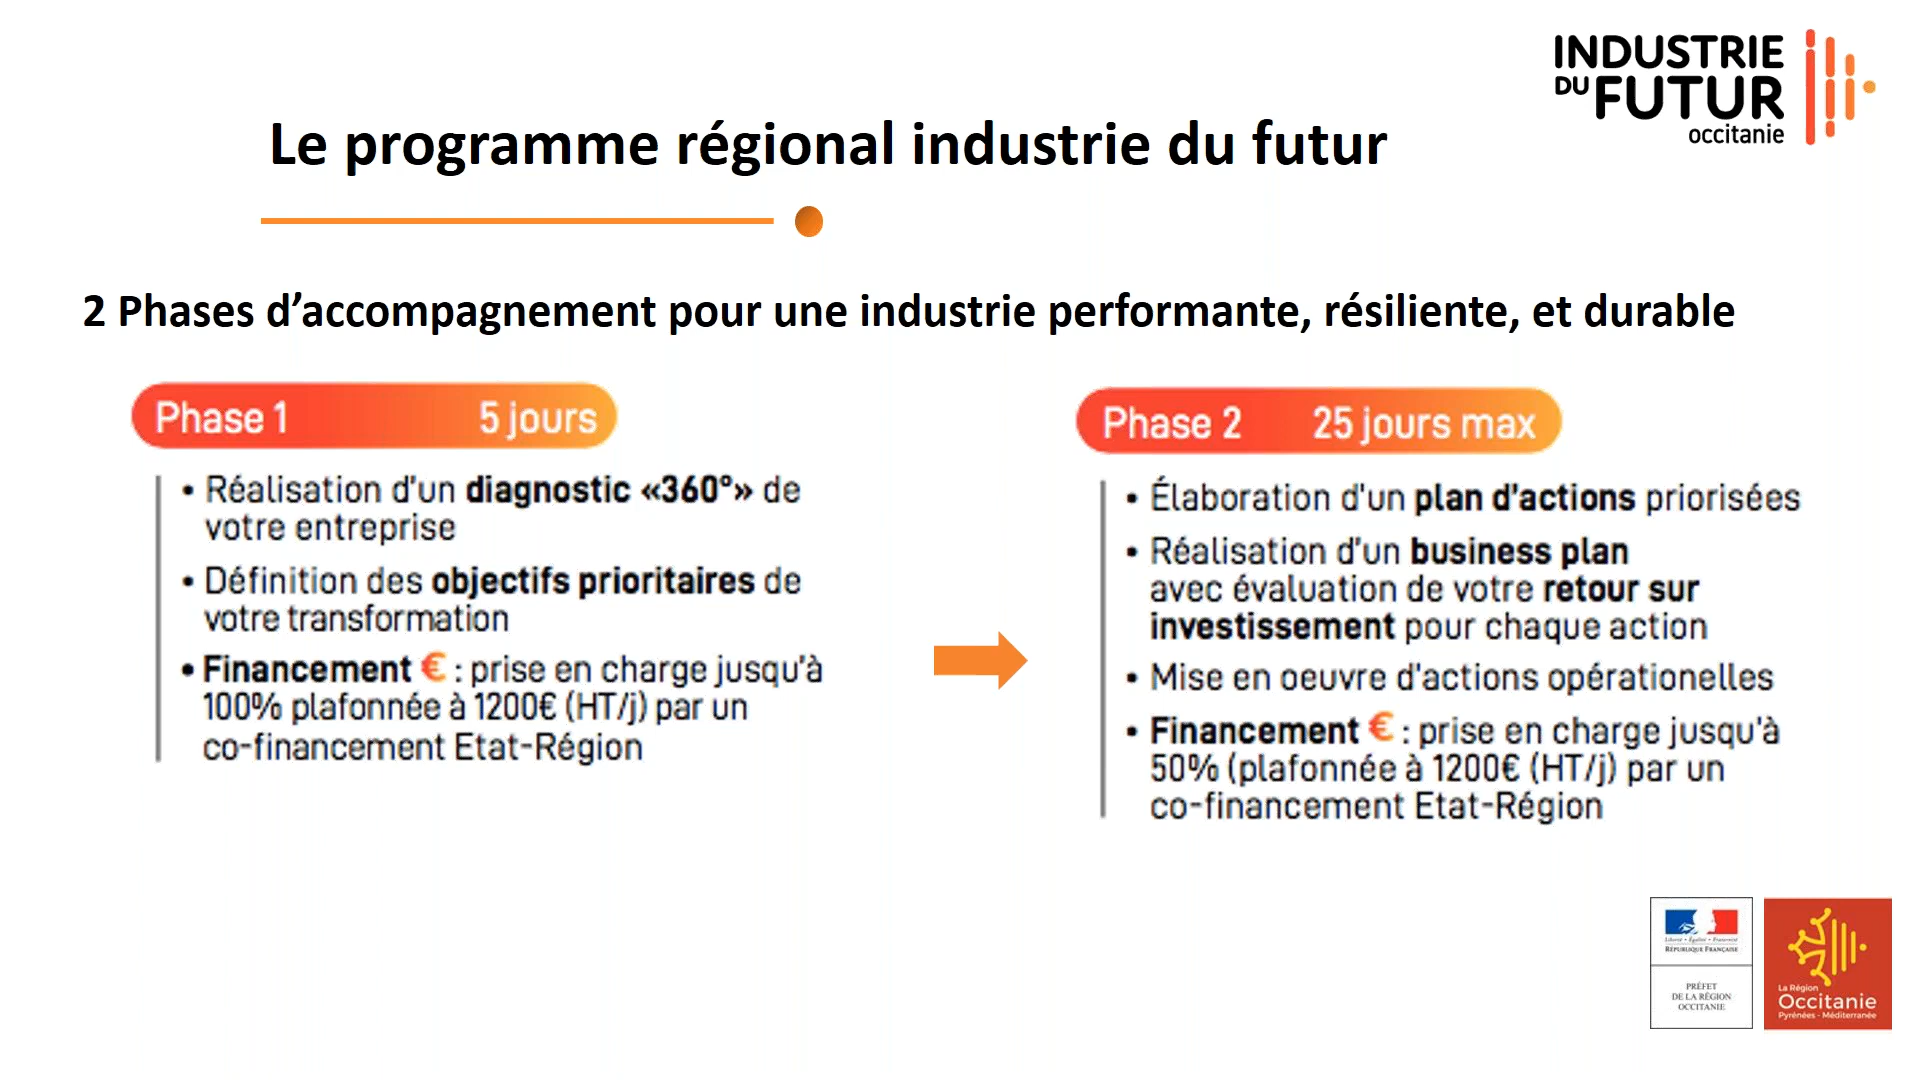 INDUSTRIE
DU FUTUR
occitanie
Le programme régional industrie du futur
2 Phases d’accompagnement pour une industrie performante, résiliente, et durable
Phase 1 5 jours
• Réalisation d'un diagnostic «360°» de
votre entreprise
• Définition des objectifs prioritaires de
votre transformation
• Financement € : prise en charge jusqu'à
100% plafonnée à 1200€ (HT/j) par un
co-financement Etat-Région
Phase 2 25 jours max
• Élaboration d'un plan d'actions priorisées
• Réalisation d'un business plan
avec évaluation de votre retour sur
investissement pour chaque action
• Mise en oeuvre d'actions opérationelles
• Financement € : prise en charge jusqu'à
50% (plafonnée à 1200€ (HT/j) par un
co-financement Etat-Région
Liberté • Égalité • Fraternité
RÉPUBLIQUE FRANÇAISE
PRÉFET
DE LA RÉGION
OCCITANIE
La Région
Occitanie
Pyrénées - Méditerranée